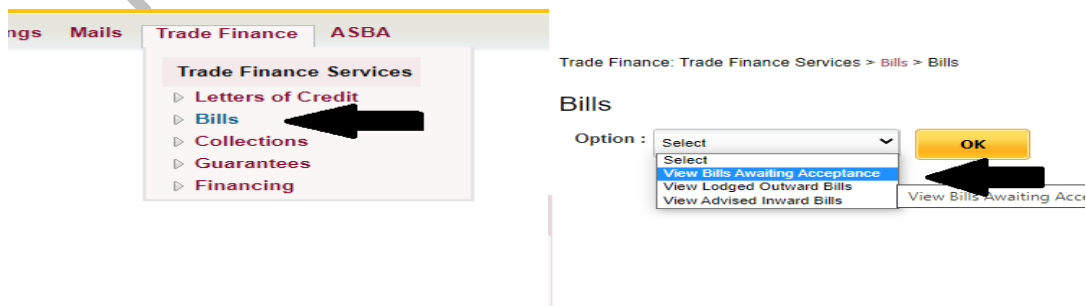 ngs Mails Trade Finance ASBA
Trade Finance Services
Letters of Credit
Bills
Collections
Guarantees
Financing
Trade Finance: Trade Finance Services > Bills > Bills
Bills
Option : Select OK
Select
View Bills Awaiting Acceptance
View Lodged Outward Bills
View Advised Inward Bills
View Bills Awaiting Acce